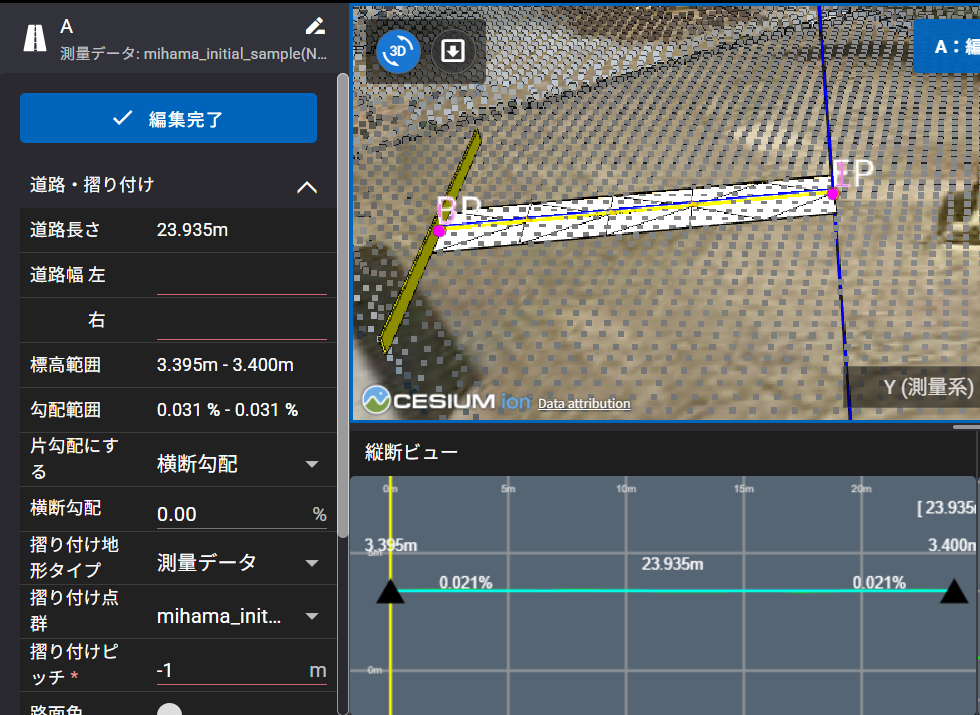 A
測量データ: mihama_initial_sample(N...
編集完了
道路・摺り付け
道路長さ 23.935m
道路幅 左
右
標高範囲 3.395m - 3.400m
勾配範囲 0.031 % - 0.031 %
片勾配にす
る
横断勾配
横断勾配 0.00 %
摺り付け地
形タイプ
測量データ
摺り付け点
群
mihama_init...
摺り付けピ
ッチ *
-1 m
路面色
3D
A：編
BP
EP
CESIUM ion Data attribution
Y (測量系)
縦断ビュー
0m 5m 10m 15m 20m
[ 23.935
3.395m
3.400m
5m
23.935m
0.021% 0.021%
0m